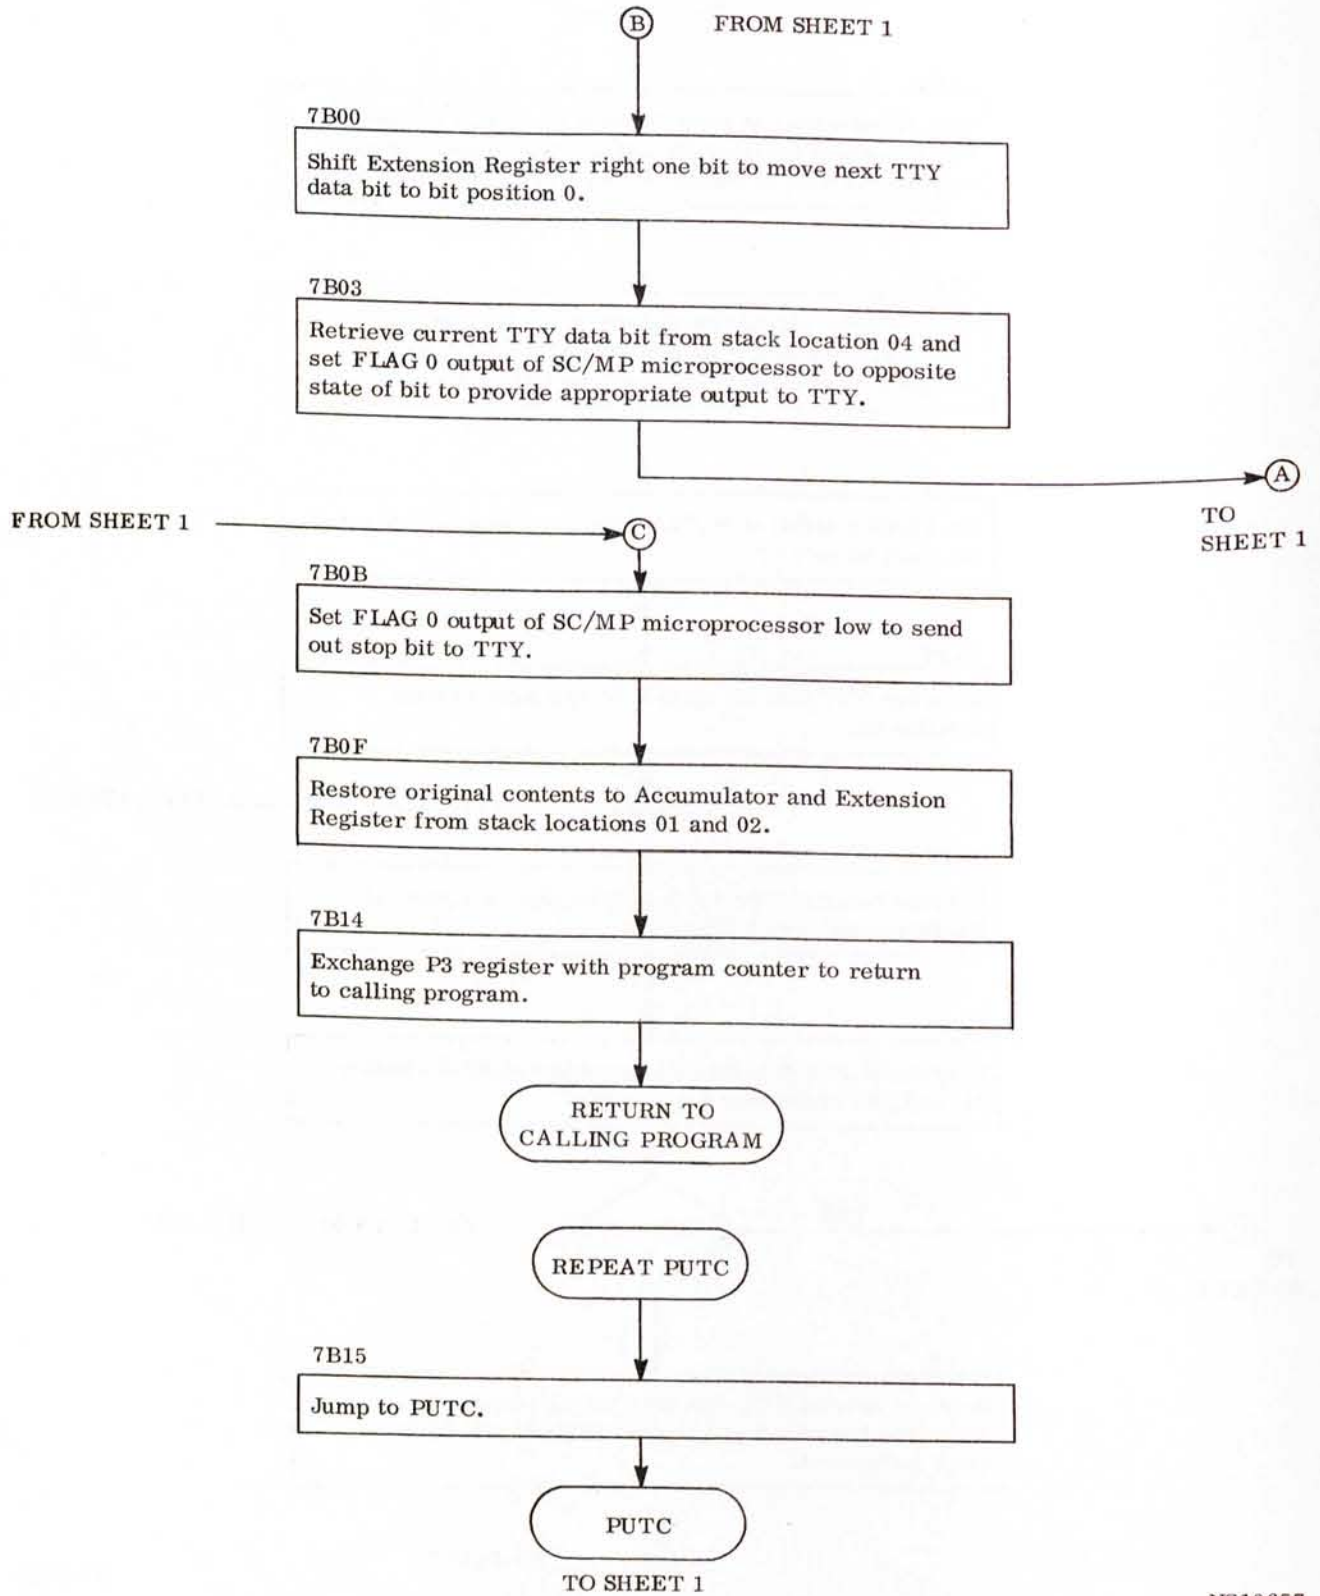 B FROM SHEET 1
7B00
Shift Extension Register right one bit to move next TTY
data bit to bit position 0.
7B03
Retrieve current TTY data bit from stack location 04 and
set FLAG 0 output of SC/MP microprocessor to opposite
state of bit to provide appropriate output to TTY.
A
TO
SHEET 1
FROM SHEET 1
C
7B0B
Set FLAG 0 output of SC/MP microprocessor low to send
out stop bit to TTY.
7B0F
Restore original contents to Accumulator and Extension
Register from stack locations 01 and 02.
7B14
Exchange P3 register with program counter to return
to calling program.
RETURN TO
CALLING PROGRAM
REPEAT PUTC
7B15
Jump to PUTC.
PUTC
TO SHEET 1